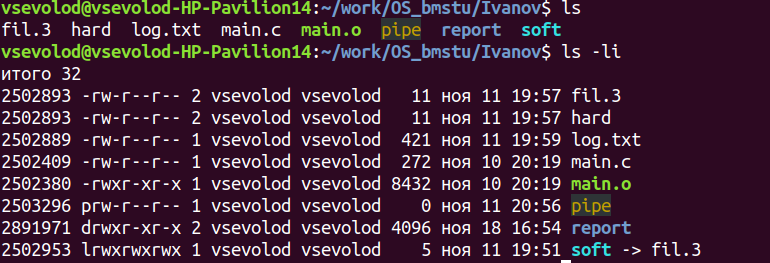 vsevolod@vsevolod-HP-Pavilion14:~/work/OS_bmstu/Ivanov$ ls
fil.3  hard  log.txt  main.c  main.o  pipe  report  soft
vsevolod@vsevolod-HP-Pavilion14:~/work/OS_bmstu/Ivanov$ ls -li
итого 32
2502893 -rw-r--r-- 2 vsevolod vsevolod   11 ноя 11 19:57 fil.3
2502893 -rw-r--r-- 2 vsevolod vsevolod   11 ноя 11 19:57 hard
2502889 -rw-r--r-- 1 vsevolod vsevolod  421 ноя 11 19:59 log.txt
2502409 -rw-r--r-- 1 vsevolod vsevolod  272 ноя 10 20:19 main.c
2502380 -rwxr-xr-x 1 vsevolod vsevolod 8432 ноя 10 20:19 main.o
2503296 prw-r--r-- 1 vsevolod vsevolod    0 ноя 11 20:56 pipe
2891971 drwxr-xr-x 2 vsevolod vsevolod 4096 ноя 18 16:54 report
2502953 lrwxrwxrwx 1 vsevolod vsevolod    5 ноя 11 19:51 soft -> fil.3